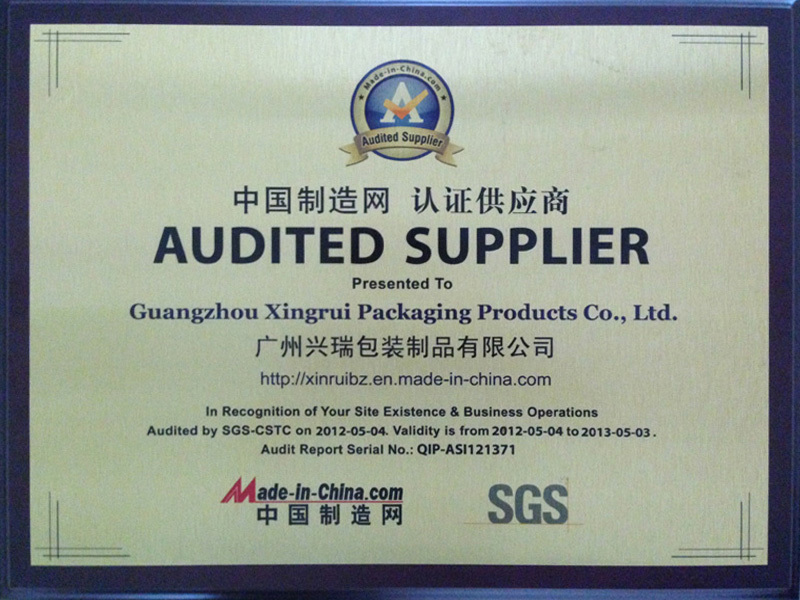 Made-in-China.com
A
Audited Supplier
中国制造网 认证供应商
AUDITED SUPPLIER
Presented To
Guangzhou Xingrui Packaging Products Co., Ltd.
广州兴瑞包装制品有限公司
http://xinruibz.en.made-in-china.com
In Recognition of Your Site Existence & Business Operations
Audited by SGS-CSTC on 2012-05-04. Validity is from 2012-05-04 to 2013-05-03.
Audit Report Serial No.: QIP-ASI121371
Made-in-China.com
中国制造网
SGS